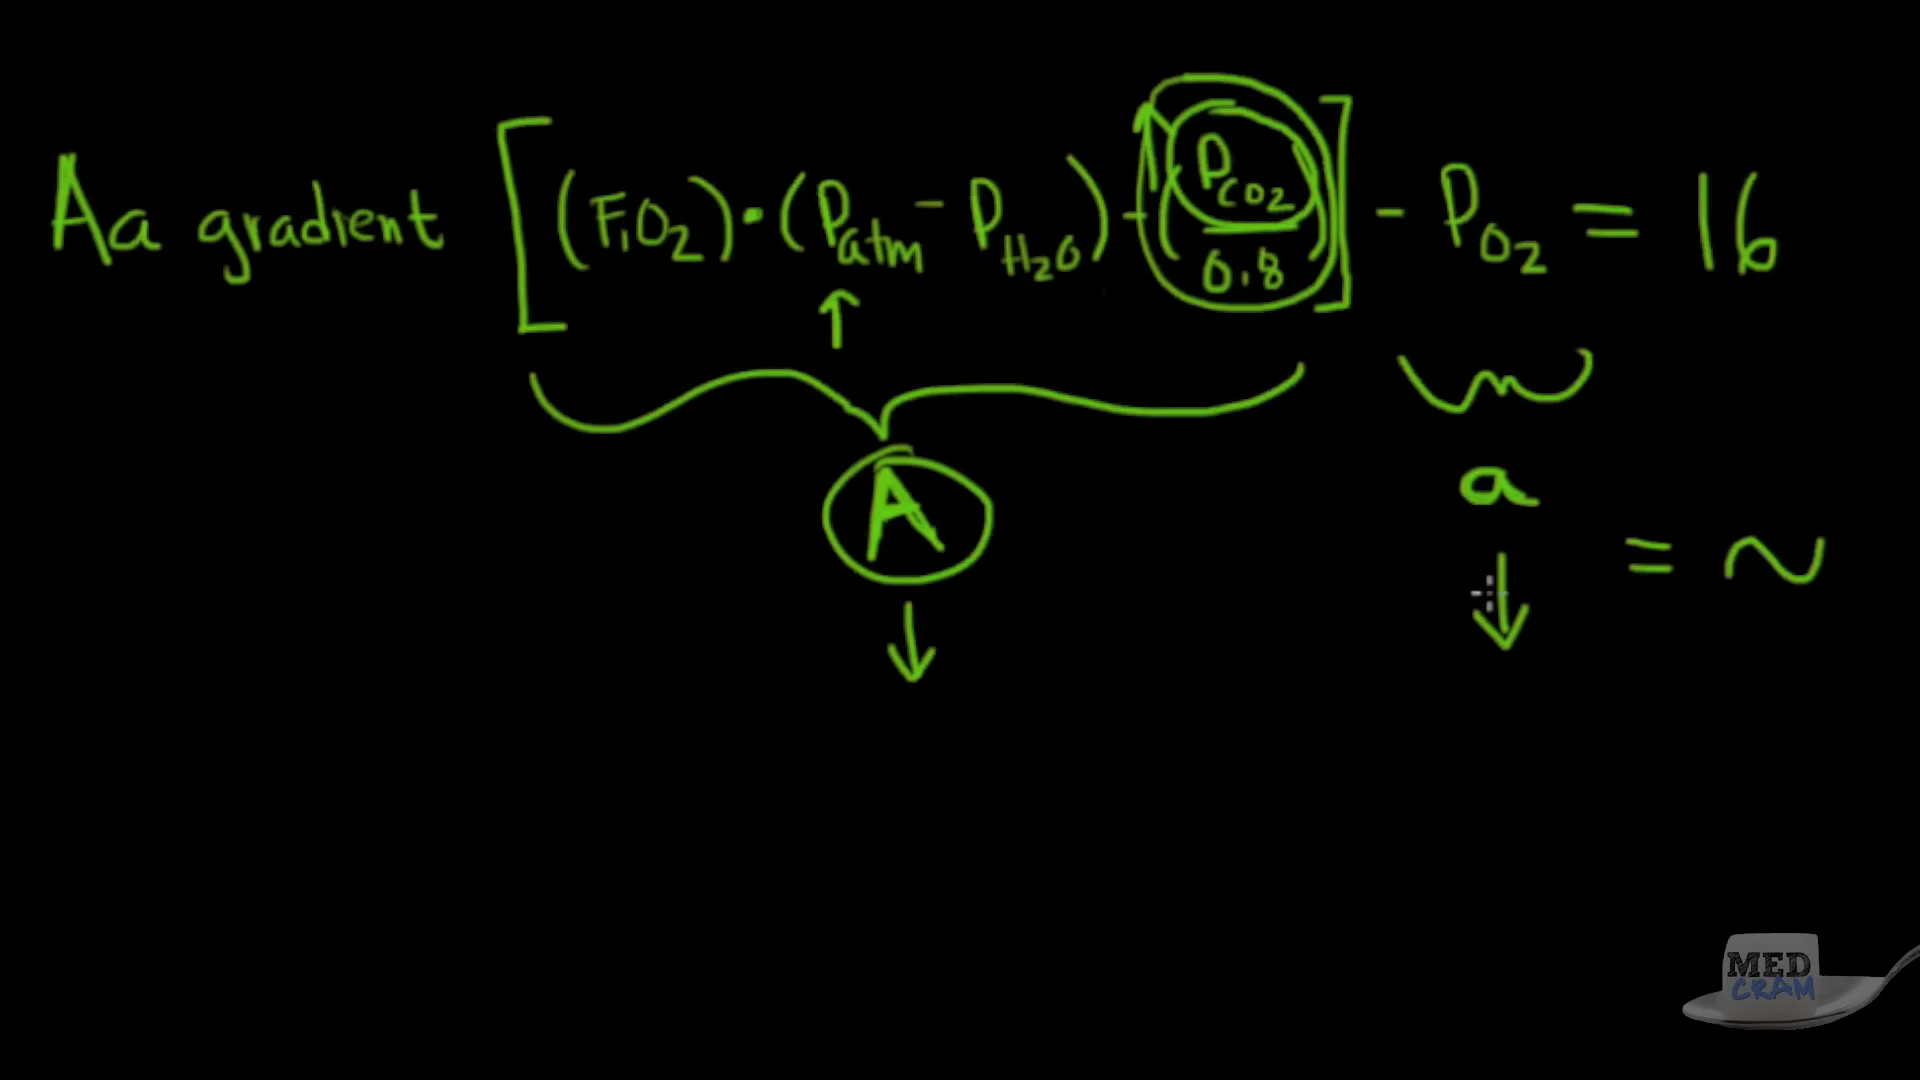 Aa gradient [(FiO2)·(Patm - PH2O) - (PCO2/0.8)] - PO2 = 16
A
a
= ~
MED
CRAM